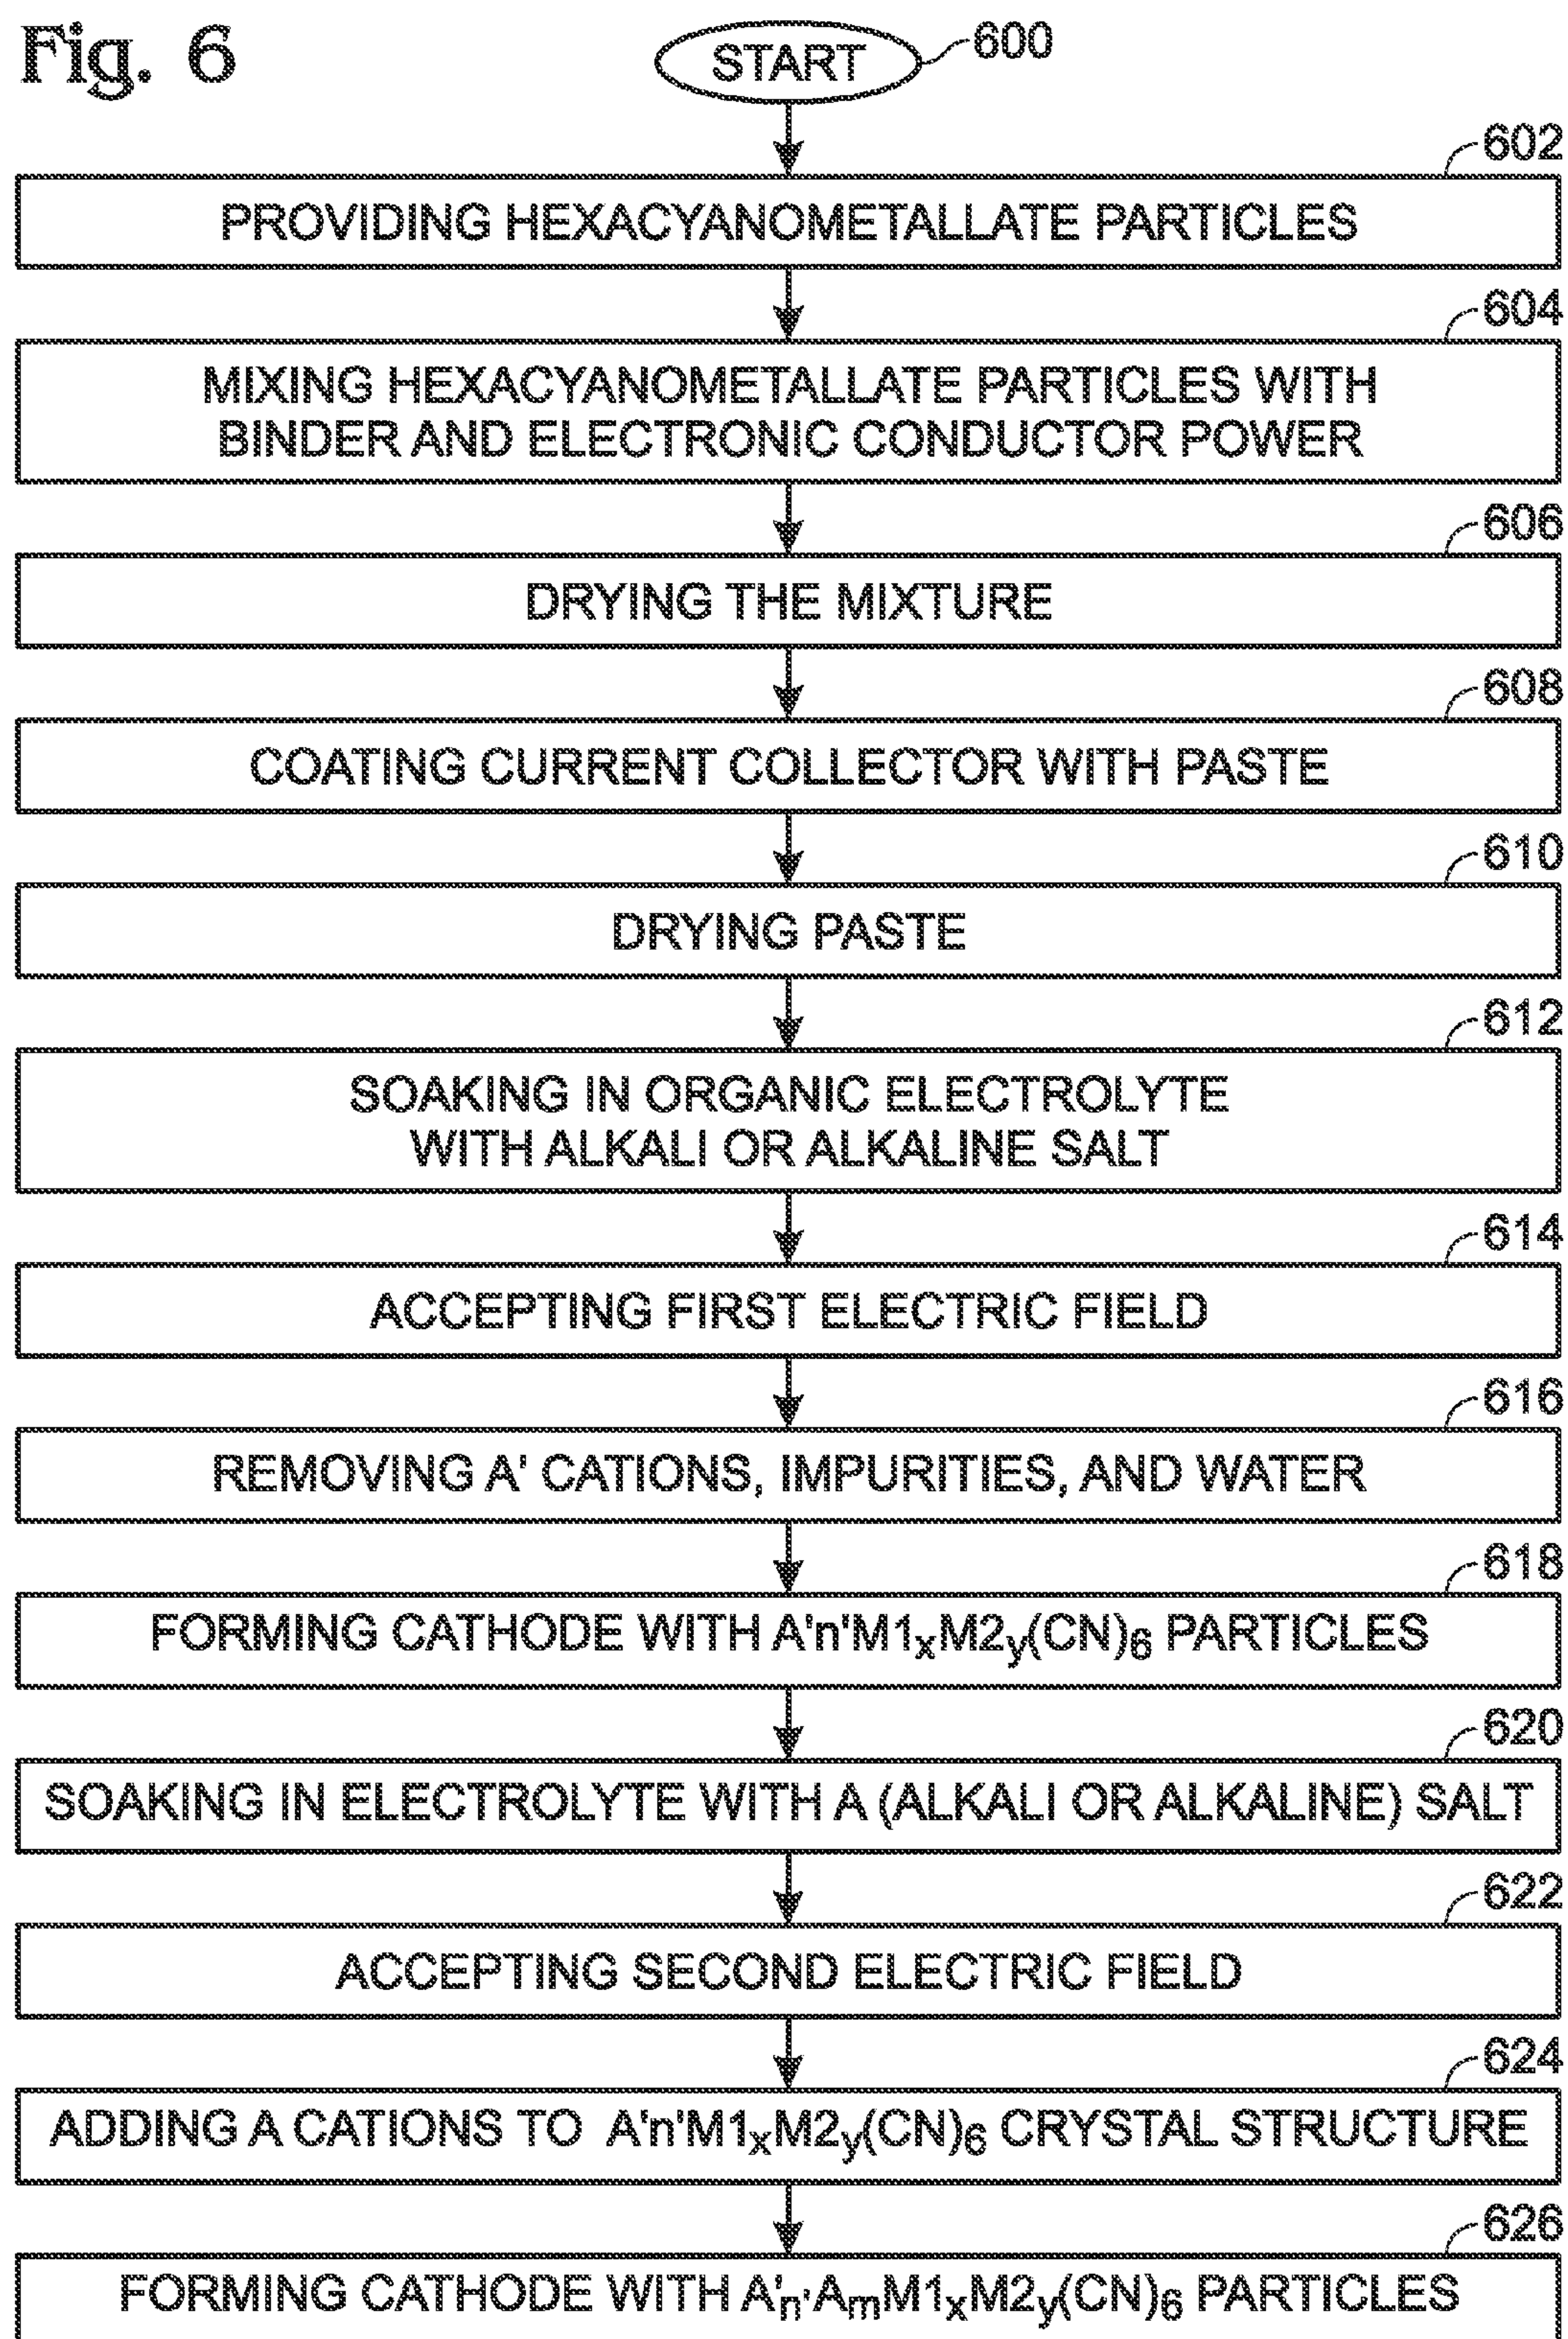 Fig. 6
START
600
602
PROVIDING HEXACYANOMETALLATE PARTICLES
604
MIXING HEXACYANOMETALLATE PARTICLES WITH
BINDER AND ELECTRONIC CONDUCTOR POWER
606
DRYING THE MIXTURE
608
COATING CURRENT COLLECTOR WITH PASTE
610
DRYING PASTE
612
SOAKING IN ORGANIC ELECTROLYTE
WITH ALKALI OR ALKALINE SALT
614
ACCEPTING FIRST ELECTRIC FIELD
616
REMOVING A' CATIONS, IMPURITIES, AND WATER
618
FORMING CATHODE WITH A'n'M1ₓM2ᵧ(CN)₆ PARTICLES
620
SOAKING IN ELECTROLYTE WITH A (ALKALI OR ALKALINE) SALT
622
ACCEPTING SECOND ELECTRIC FIELD
624
ADDING A CATIONS TO A'n'M1ₓM2ᵧ(CN)₆ CRYSTAL STRUCTURE
626
FORMING CATHODE WITH A'ₙ'AₘM1ₓM2ᵧ(CN)₆ PARTICLES